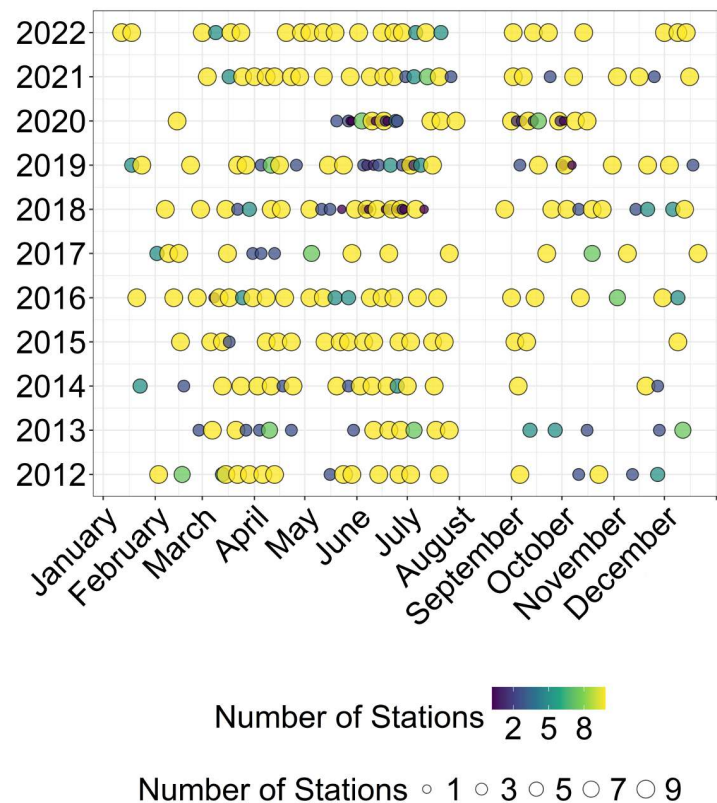 2022
2021
2020
2019
2018
2017
2016
2015
2014
2013
2012
January
February
March
April
May
June
July
August
September
October
November
December
Number of Stations
2 5 8
Number of Stations 1 3 5 7 9